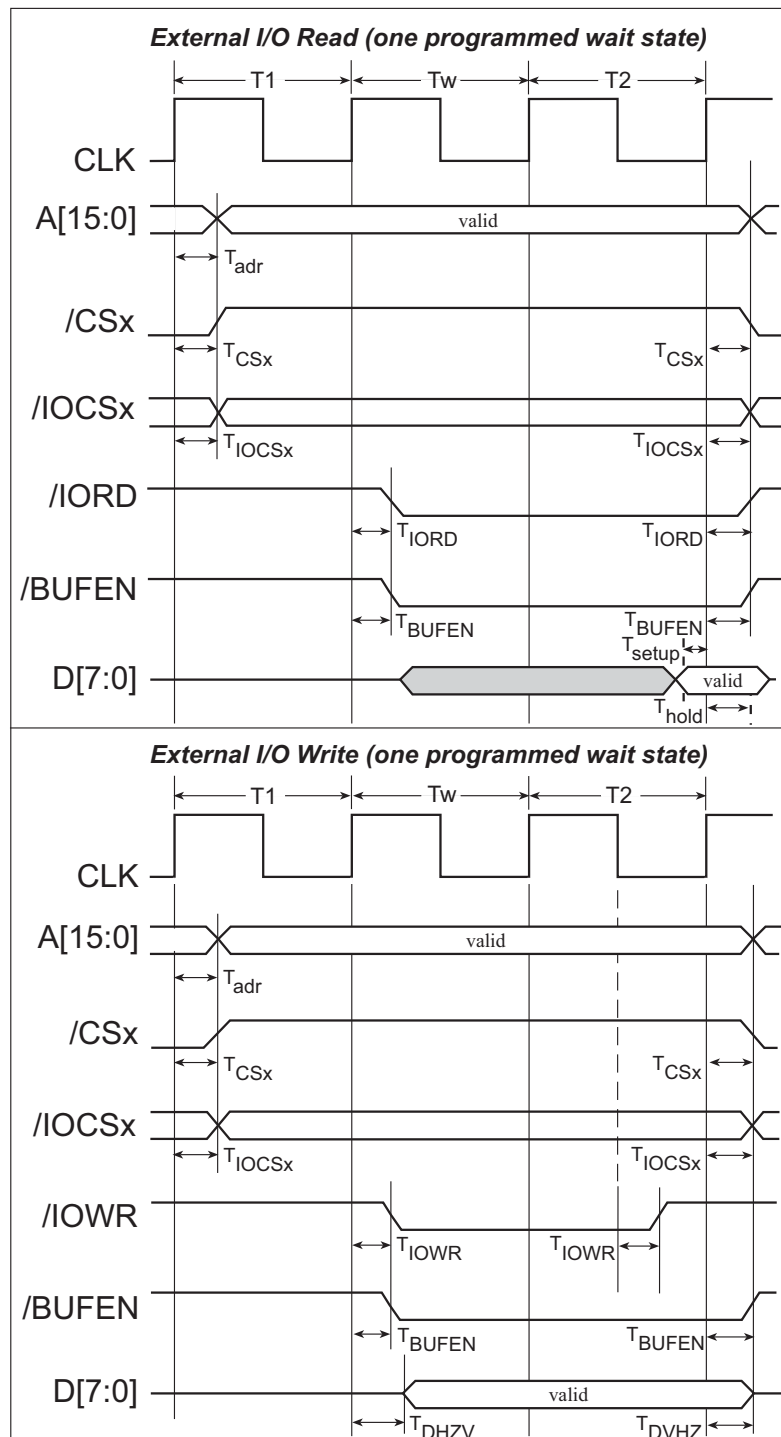 External I/O Read (one programmed wait state)
T1 Tw T2
CLK
A[15:0] valid
Tadr
/CSx
TCSx TCSx
/IOCSx
TIOCSx TIOCSx
/IORD
TIORD TIORD
/BUFEN
TBUFEN TBUFEN
Tsetup
D[7:0] valid
Thold
External I/O Write (one programmed wait state)
T1 Tw T2
CLK
A[15:0] valid
Tadr
/CSx
TCSx TCSx
/IOCSx
TIOCSx TIOCSx
/IOWR
TIOWR TIOWR
/BUFEN
TBUFEN TBUFEN
D[7:0] valid
TDHZV TDVHZ